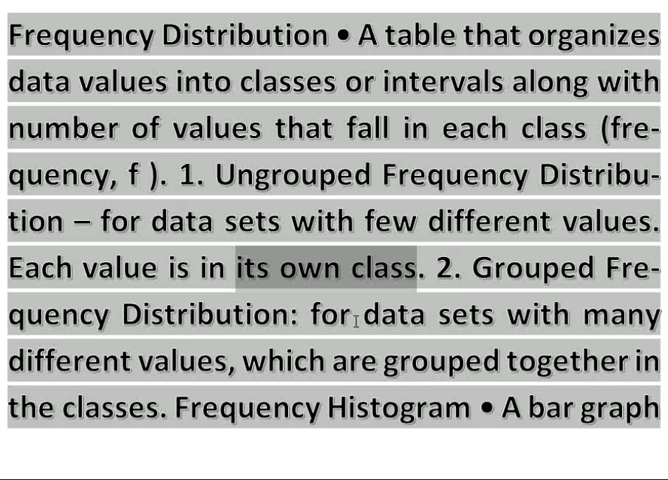 Frequency Distribution • A table that organizes
data values into classes or intervals along with
number of values that fall in each class (fre-
quency, f ). 1. Ungrouped Frequency Distribu-
tion – for data sets with few different values.
Each value is in its own class. 2. Grouped Fre-
quency Distribution: for data sets with many
different values, which are grouped together in
the classes. Frequency Histogram • A bar graph